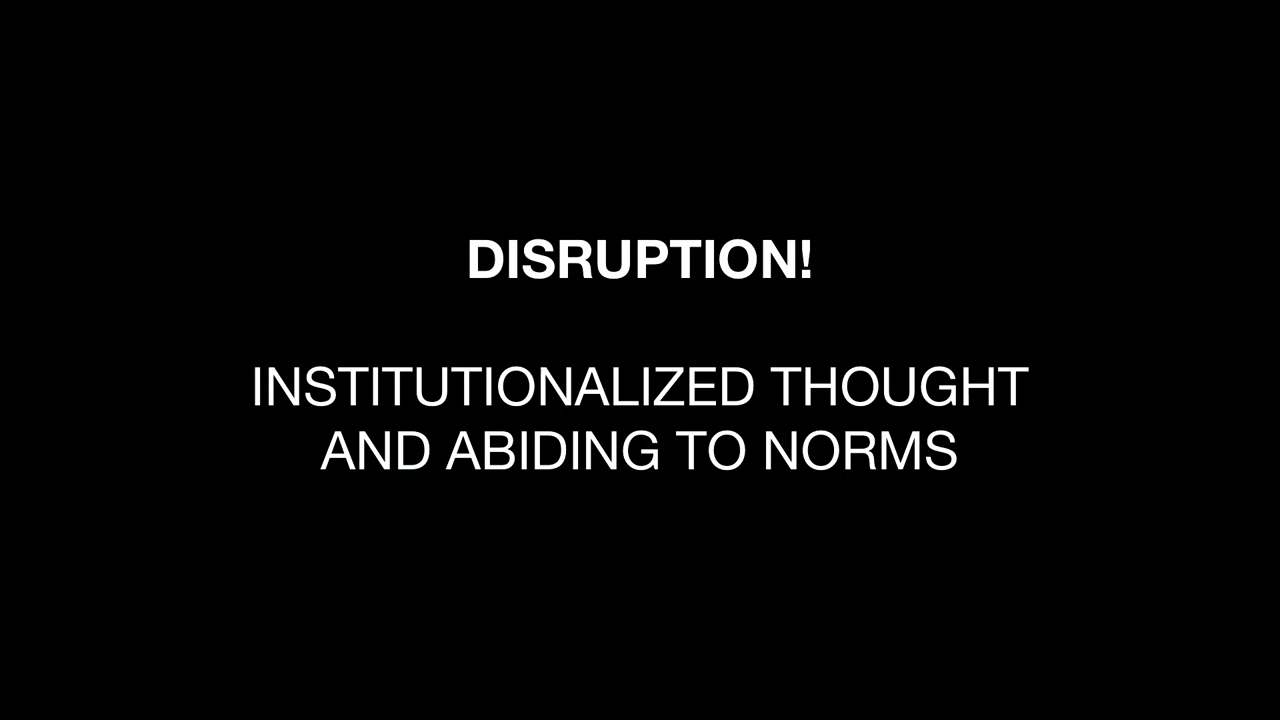 DISRUPTION!
INSTITUTIONALIZED THOUGHT
AND ABIDING TO NORMS